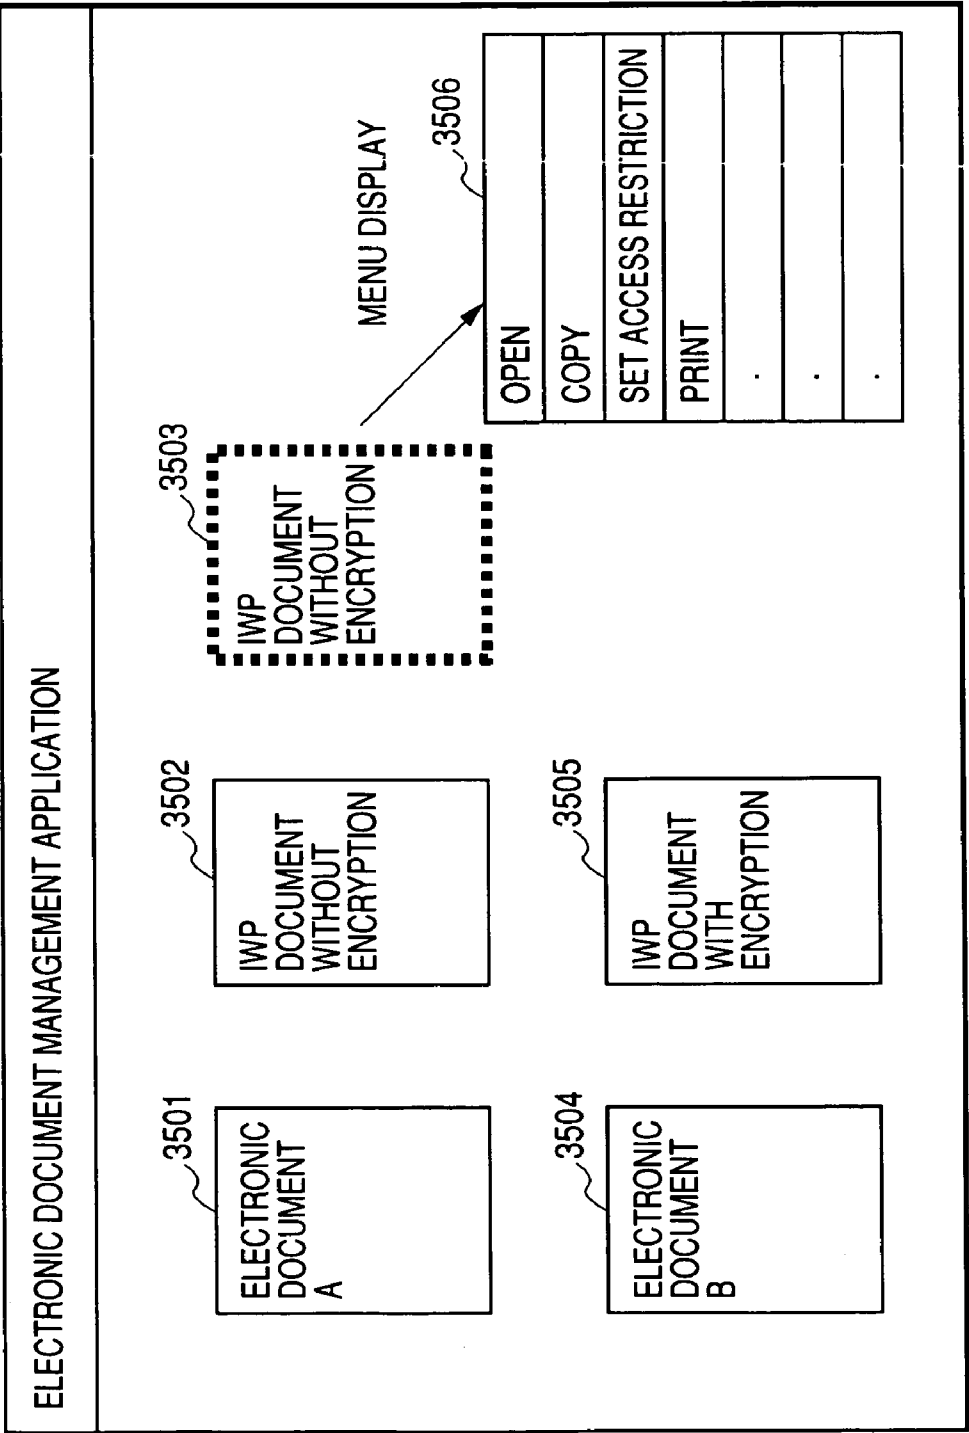 ELECTRONIC DOCUMENT MANAGEMENT APPLICATION
3501
ELECTRONIC
DOCUMENT
A
3502
IWP
DOCUMENT
WITHOUT
ENCRYPTION
3503
IWP
DOCUMENT
WITHOUT
ENCRYPTION
MENU DISPLAY
3506
OPEN
COPY
SET ACCESS RESTRICTION
PRINT
.
.
.
3504
ELECTRONIC
DOCUMENT
B
3505
IWP
DOCUMENT
WITH
ENCRYPTION